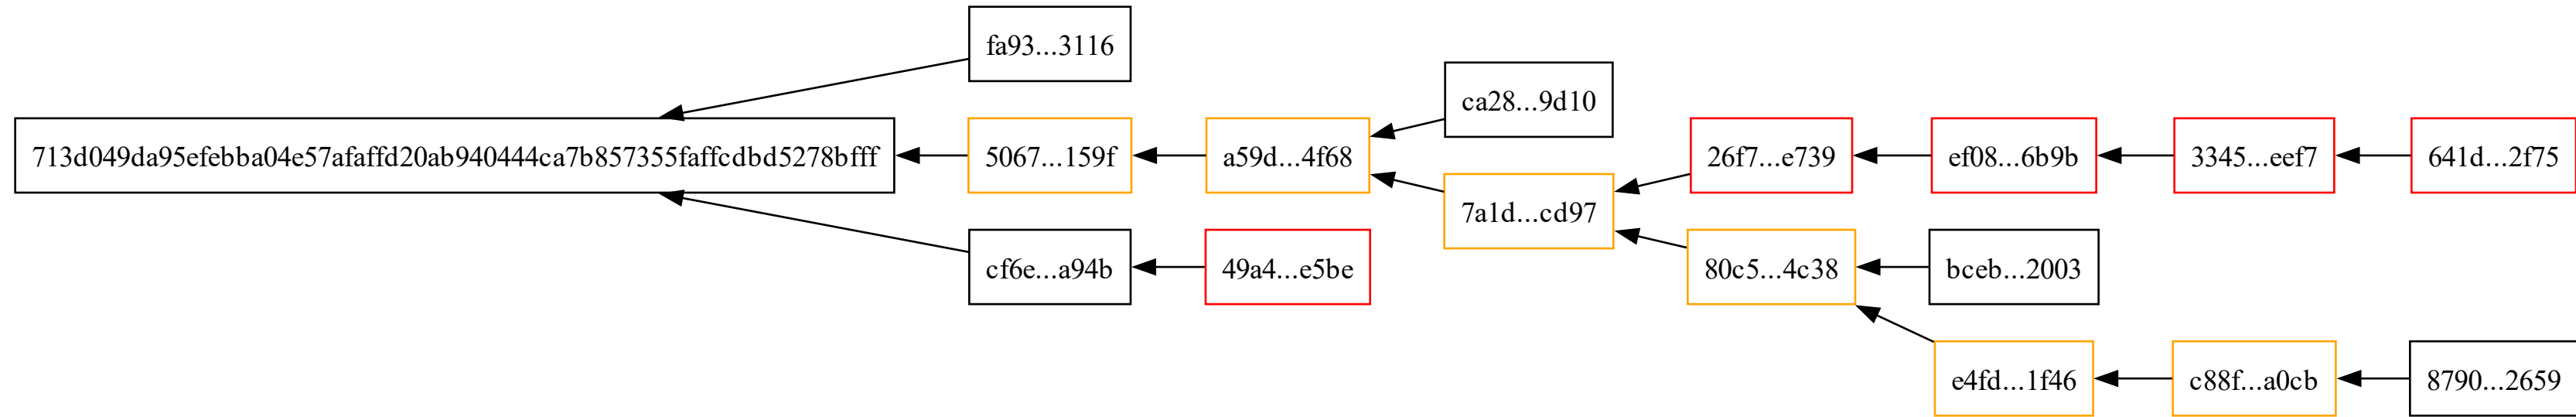 fa93...3116
ca28...9d10
713d049da95efebba04e57afaffd20ab940444ca7b857355faffcdbd5278bfff
5067...159f
a59d...4f68
26f7...e739
ef08...6b9b
3345...eef7
641d...2f75
7a1d...cd97
cf6e...a94b
49a4...e5be
80c5...4c38
bceb...2003
e4fd...1f46
c88f...a0cb
8790...2659